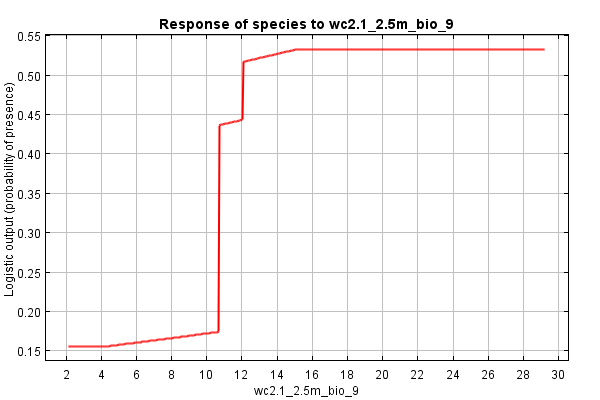 Response of species to wc2.1_2.5m_bio_9
Logistic output (probability of presence)
0.55
0.50
0.45
0.40
0.35
0.30
0.25
0.20
0.15
2 4 6 8 10 12 14 16 18 20 22 24 26 28 30
wc2.1_2.5m_bio_9